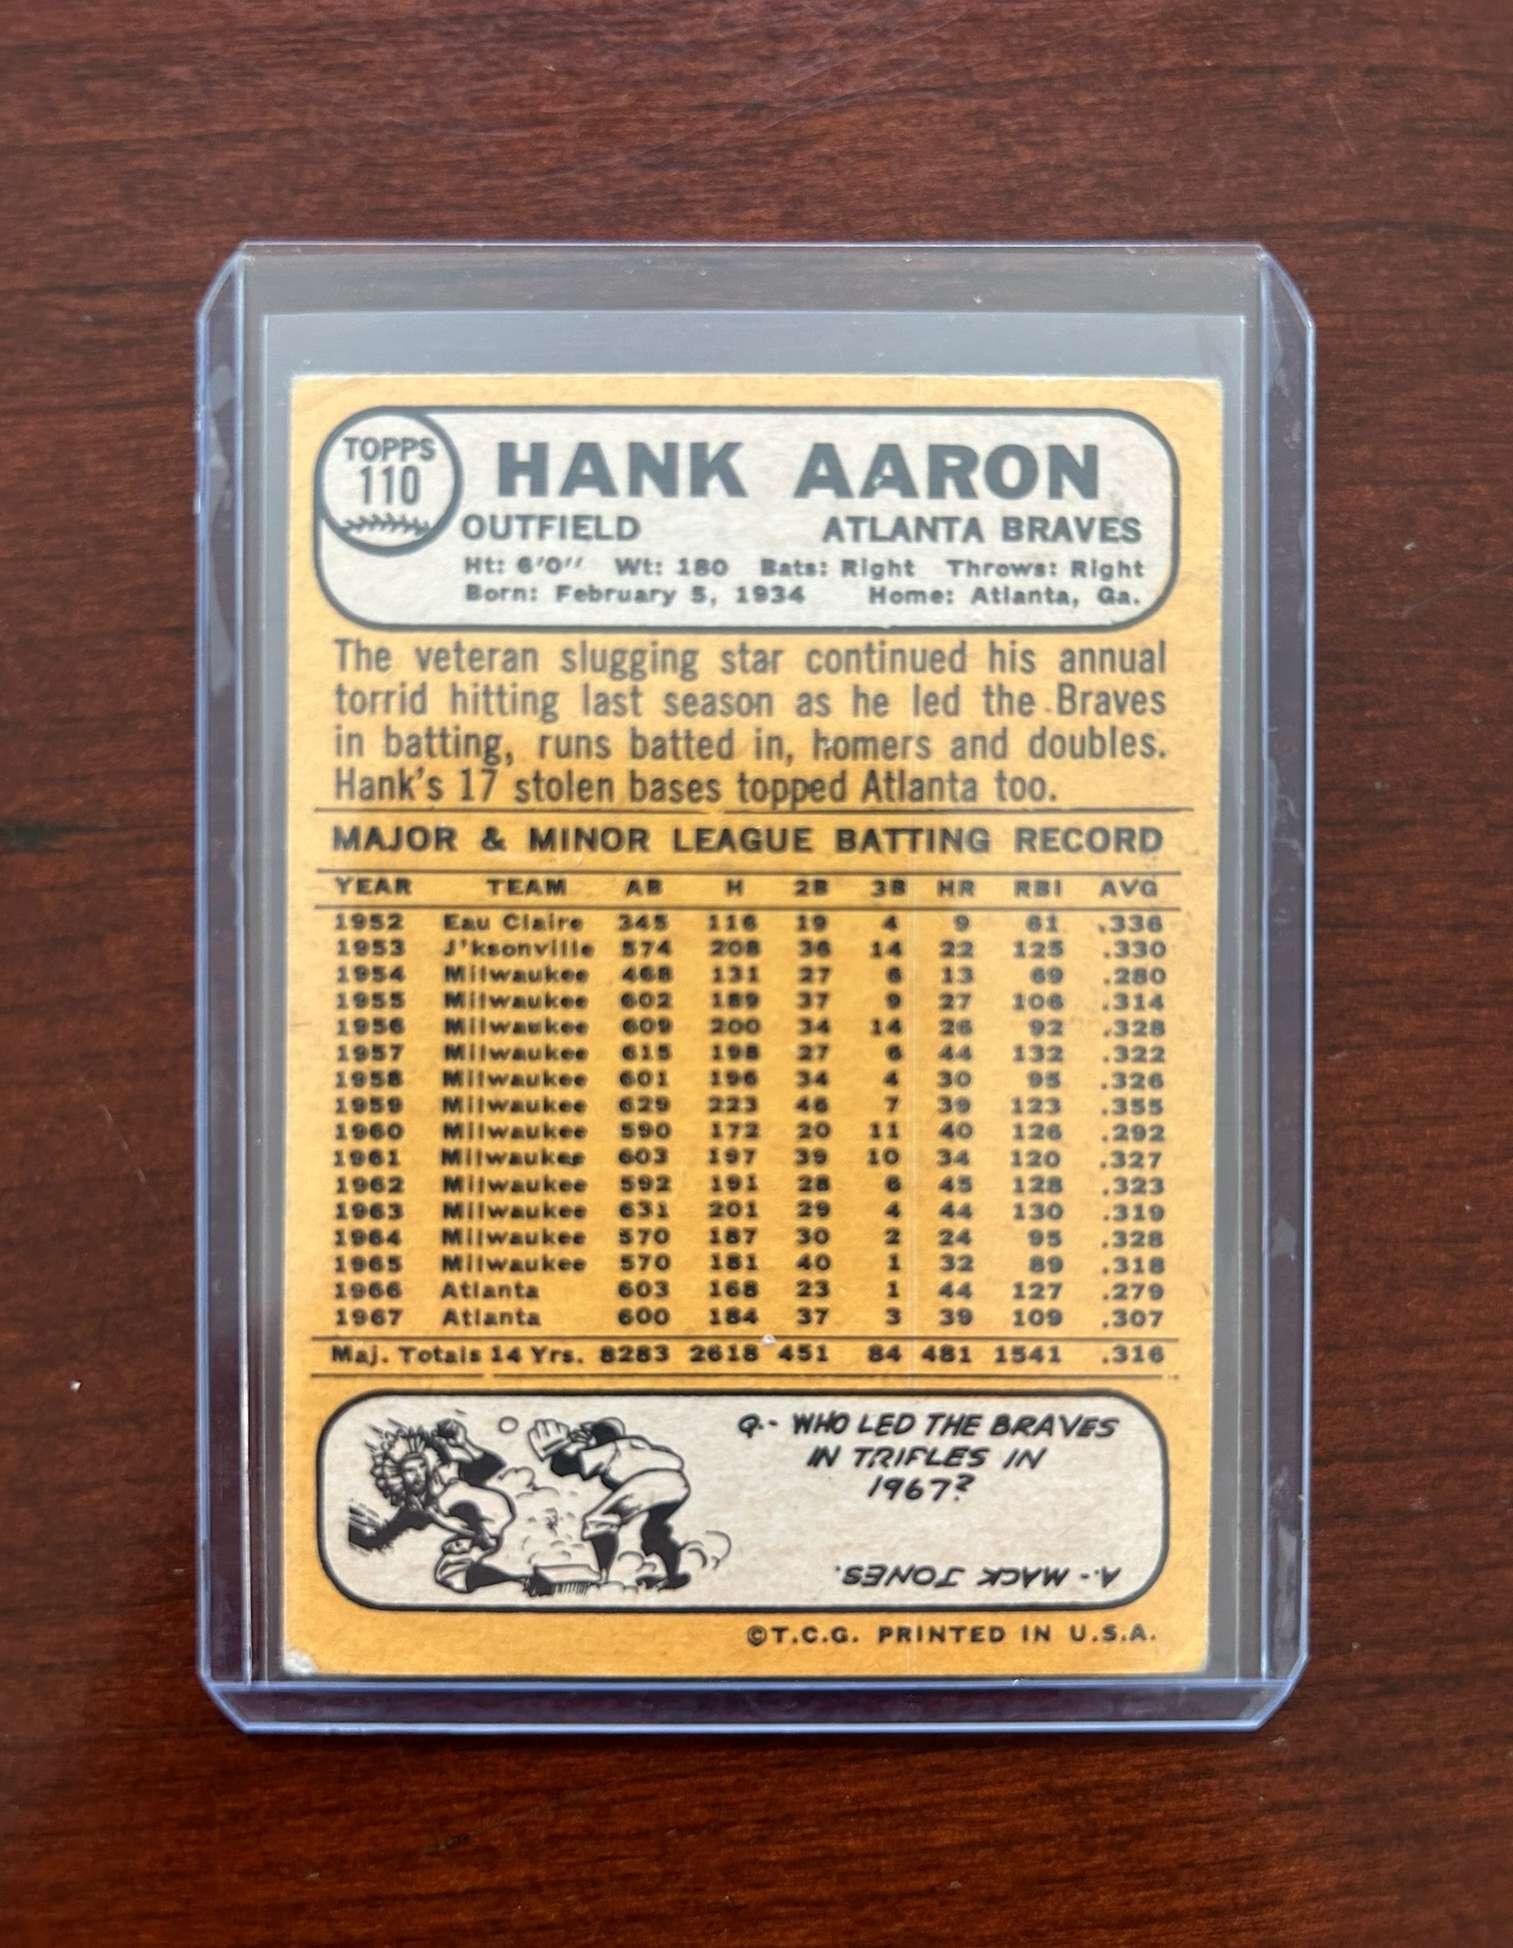 TOPPS
110
HANK AARON
OUTFIELD ATLANTA BRAVES
Ht: 6'0'' Wt: 180 Bats: Right Throws: Right
Born: February 5, 1934 Home: Atlanta, Ga.
The veteran slugging star continued his annual
torrid hitting last season as he led the Braves
in batting, runs batted in, homers and doubles.
Hank's 17 stolen bases topped Atlanta too.
MAJOR & MINOR LEAGUE BATTING RECORD
YEAR TEAM AB H 2B 3B HR RBI AVG
1952 Eau Claire 345 116 19 4 9 61 .336
1953 J'ksonville 574 208 36 14 22 125 .330
1954 Milwaukee 468 131 27 6 13 69 .280
1955 Milwaukee 602 189 37 9 27 106 .314
1956 Milwaukee 609 200 34 14 26 92 .328
1957 Milwaukee 615 198 27 6 44 132 .322
1958 Milwaukee 601 196 34 4 30 95 .326
1959 Milwaukee 629 223 46 7 39 123 .355
1960 Milwaukee 590 172 20 11 40 126 .292
1961 Milwaukee 603 197 39 10 34 120 .327
1962 Milwaukee 592 191 28 6 45 128 .323
1963 Milwaukee 631 201 29 4 44 130 .319
1964 Milwaukee 570 187 30 2 24 95 .328
1965 Milwaukee 570 181 40 1 32 89 .318
1966 Atlanta 603 168 23 1 44 127 .279
1967 Atlanta 600 184 37 3 39 109 .307
Maj. Totals 14 Yrs. 8283 2618 451 84 481 1541 .316
Q.- WHO LED THE BRAVES
IN TRIFLES IN
1967?
A.- MACK JONES.
©T.C.G. PRINTED IN U.S.A.